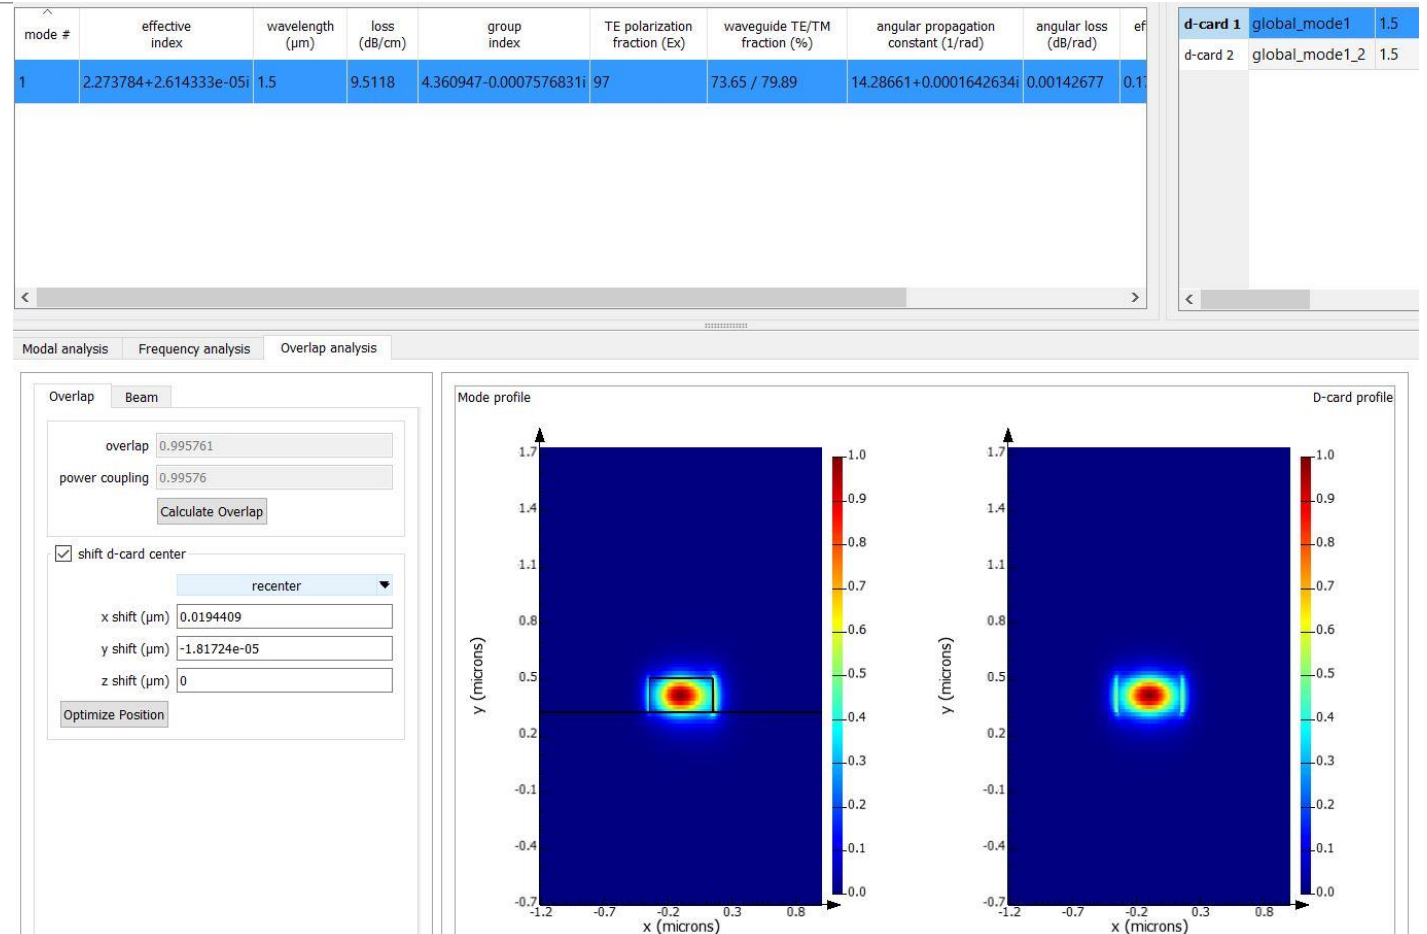 mode #
effective index
wavelength (µm)
loss (dB/cm)
group index
TE polarization fraction (Ex)
waveguide TE/TM fraction (%)
angular propagation constant (1/rad)
angular loss (dB/rad)
1 2.273784+2.614333e-05i 1.5 9.5118 4.360947-0.0007576831i 97 73.65 / 79.89 14.28661+0.0001642634i 0.00142677
d-card 1 global_mode1 1.5
d-card 2 global_mode1_2 1.5
Modal analysis Frequency analysis Overlap analysis
Overlap Beam
overlap 0.995761
power coupling 0.99576
Calculate Overlap
shift d-card center
recenter
x shift (µm) 0.0194409
y shift (µm) -1.81724e-05
z shift (µm) 0
Optimize Position
Mode profile
1.7
1.4
1.1
0.8
0.5
0.2
-0.1
-0.4
-0.7
y (microns)
-1.2 -0.7 -0.2 0.3 0.8
x (microns)
1.0
0.9
0.8
0.7
0.6
0.5
0.4
0.3
0.2
0.1
0.0
D-card profile
1.7
1.4
1.1
0.8
0.5
0.2
-0.1
-0.4
-0.7
y (microns)
-1.2 -0.7 -0.2 0.3 0.8
x (microns)
1.0
0.9
0.8
0.7
0.6
0.5
0.4
0.3
0.2
0.1
0.0